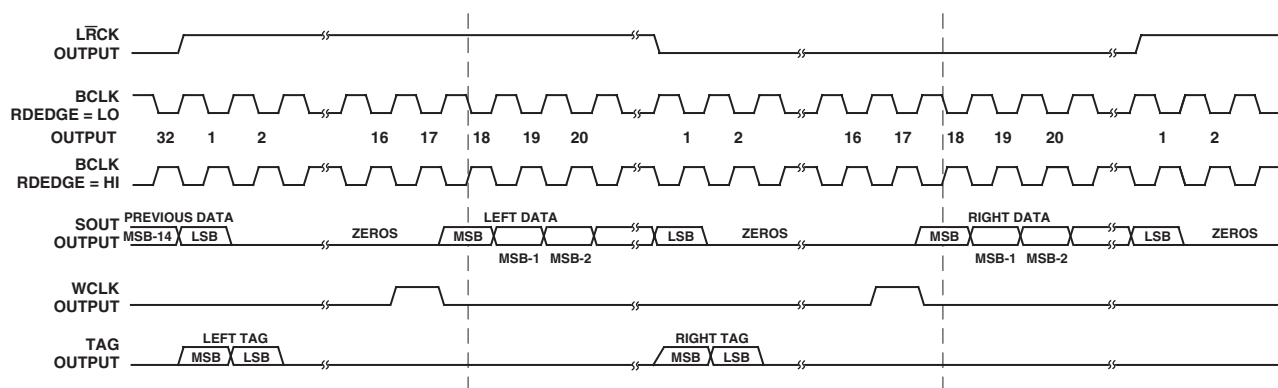 LR̅CK
OUTPUT
BCLK
RDEDGE = LO
OUTPUT 32 1 2 16 17 18 19 20 1 2 16 17 18 19 20 1 2
BCLK
RDEDGE = HI
PREVIOUS DATA LEFT DATA RIGHT DATA
SOUT
OUTPUT MSB-14 LSB ZEROS MSB LSB ZEROS MSB LSB ZEROS
MSB-1 MSB-2 MSB-1 MSB-2
WCLK
OUTPUT
TAG LEFT TAG RIGHT TAG
OUTPUT MSB LSB MSB LSB